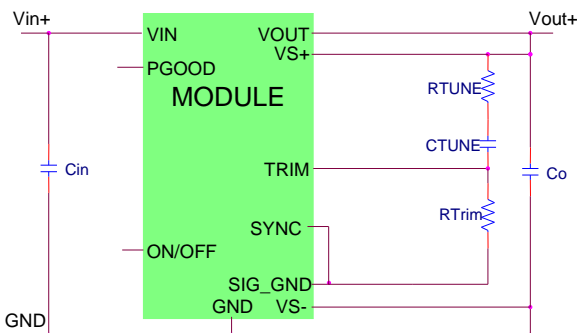 Vin+
Vout+
VIN
VOUT
VS+
PGOOD
MODULE
RTUNE
CTUNE
TRIM
Cin
Co
RTrim
SYNC
ON/OFF
SIG_GND
GND
VS-
GND